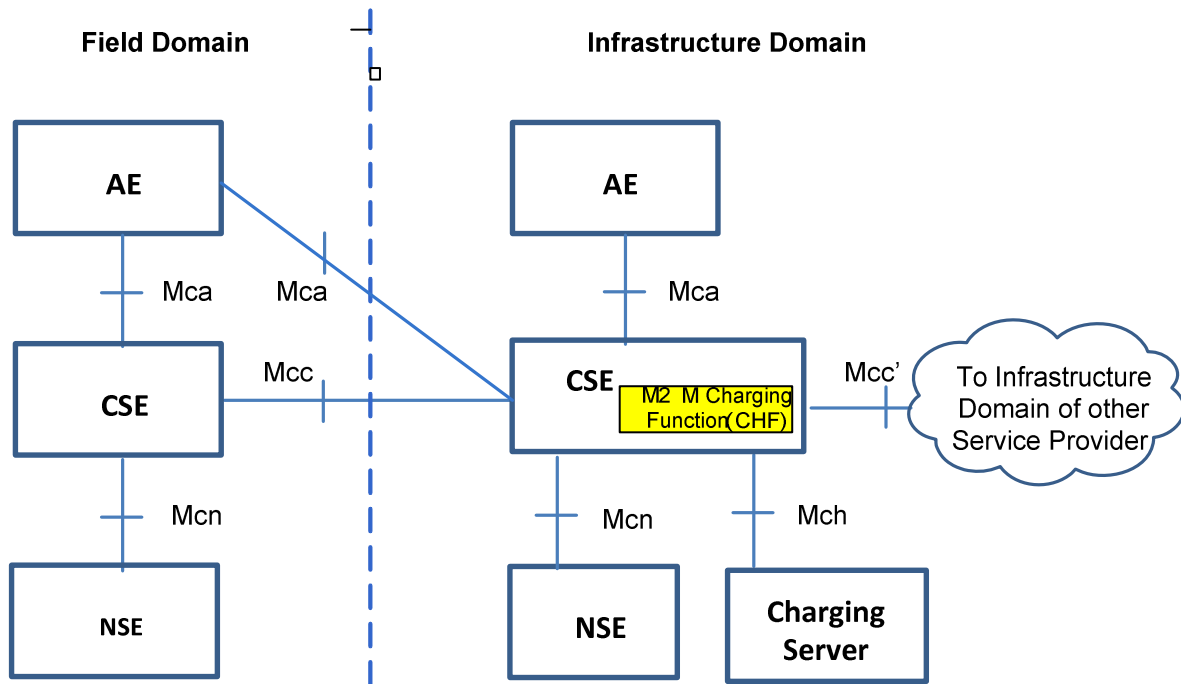 Field Domain
Infrastructure Domain
AE
AE
Mca
Mca
Mca
CSE
Mcc
CSE
M2 M Charging
Function(CHF)
Mcc’
To Infrastructure
Domain of other
Service Provider
Mcn
Mcn
Mch
NSE
NSE
Charging
Server